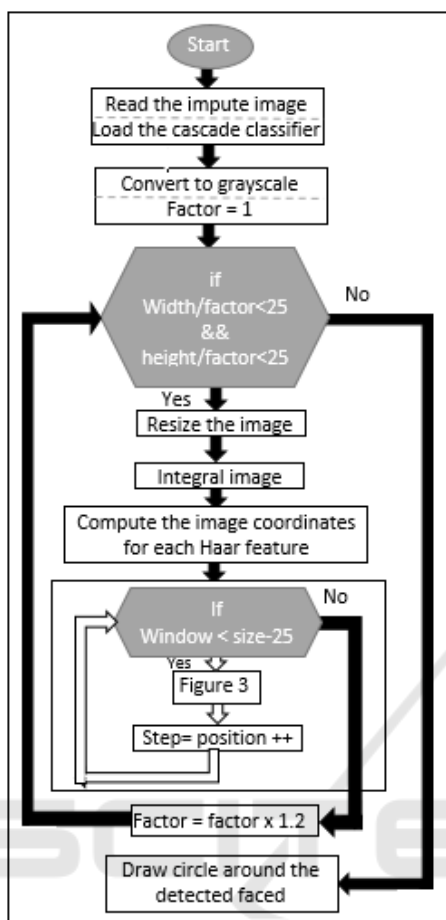 Start
Read the impute image
Load the cascade classifier
Convert to grayscale
Factor = 1
if
Width/factor<25
&&
height/factor<25
No
Yes
Resize the image
Integral image
Compute the image coordinates
for each Haar feature
If
Window < size-25
No
Yes
Figure 3
Step= position ++
Factor = factor x 1.2
Draw circle around the
detected faced